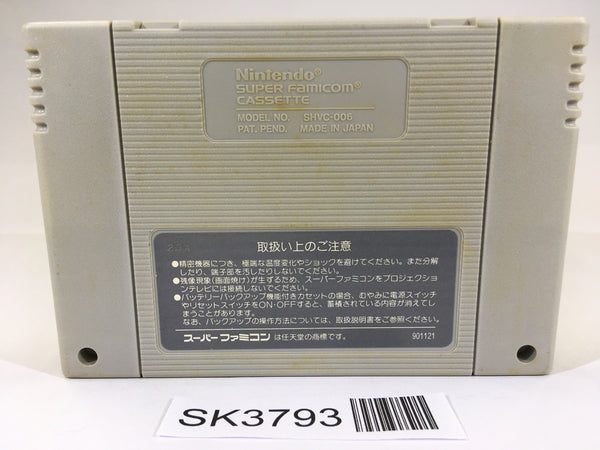 Nintendo®
SUPER FAMICOM®
CASSETTE
MODEL NO. SHVC-006
PAT. PEND. MADE IN JAPAN
取扱い上のご注意
●精密機器につき、極端な温度変化やショックを避けてください。また分解
したり、端子部を汚したりしないでください。
●残像現象(画面焼け)が生ずるため、スーパーファミコンをプロジェクショ
ンテレビには接続しないでください。
●バッテリーバックアップ機能付きカセットの場合、むやみに電源スイッチ
やリセットスイッチをON・OFFすると、蓄積されている内容が消えてし
まうことがあります。
なお、バックアップの操作方法については、取扱説明書をご参照ください。
スーパーファミコン は任天堂の商標です。 901121
SK3793